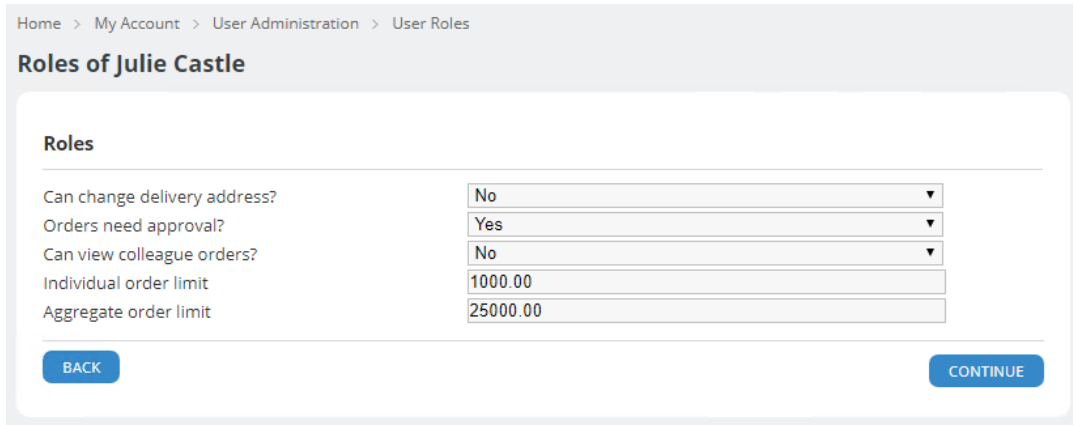 Home > My Account > User Administration > User Roles
Roles of Julie Castle
Roles
Can change delivery address? No
Orders need approval? Yes
Can view colleague orders? No
Individual order limit 1000.00
Aggregate order limit 25000.00
BACK CONTINUE